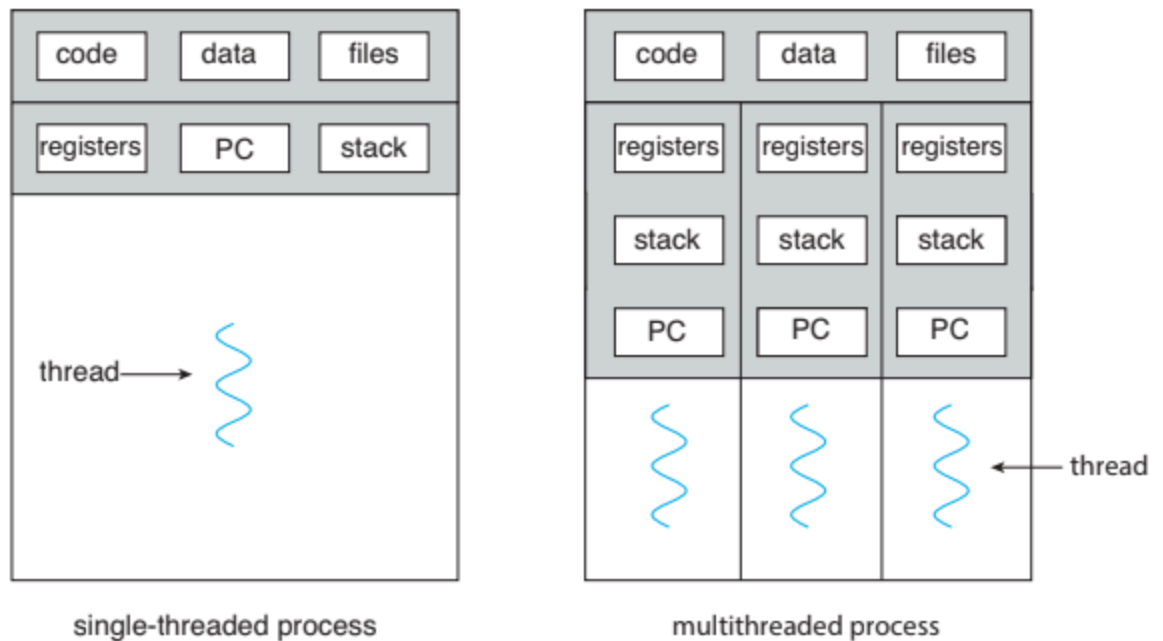 code data files code data files
registers PC stack registers registers registers
stack stack stack
PC PC PC
thread
thread
single-threaded process multithreaded process